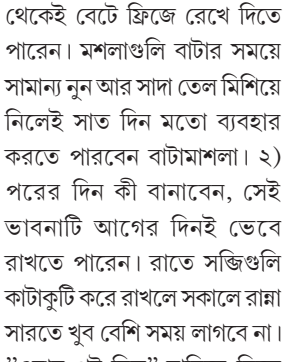 থেকেই বেটে ফ্রিজে রেখে দিতে
পারেন। মশলাগুলি বাটার সময়ে
সামান্য নুন আর সাদা তেল মিশিয়ে
নিলেই সাত দিন মতো ব্যবহার
করতে পারবেন বাটামাশলা। ২)
পরের দিন কী বানাবেন, সেই
ভাবনাটি আগের দিনই ভেবে
রাখতে পারেন। রাতে সব্জিগুলি
কাটাকুটি করে রাখলে সকালে রান্না
সারতে খুব বেশি সময় লাগবে না।